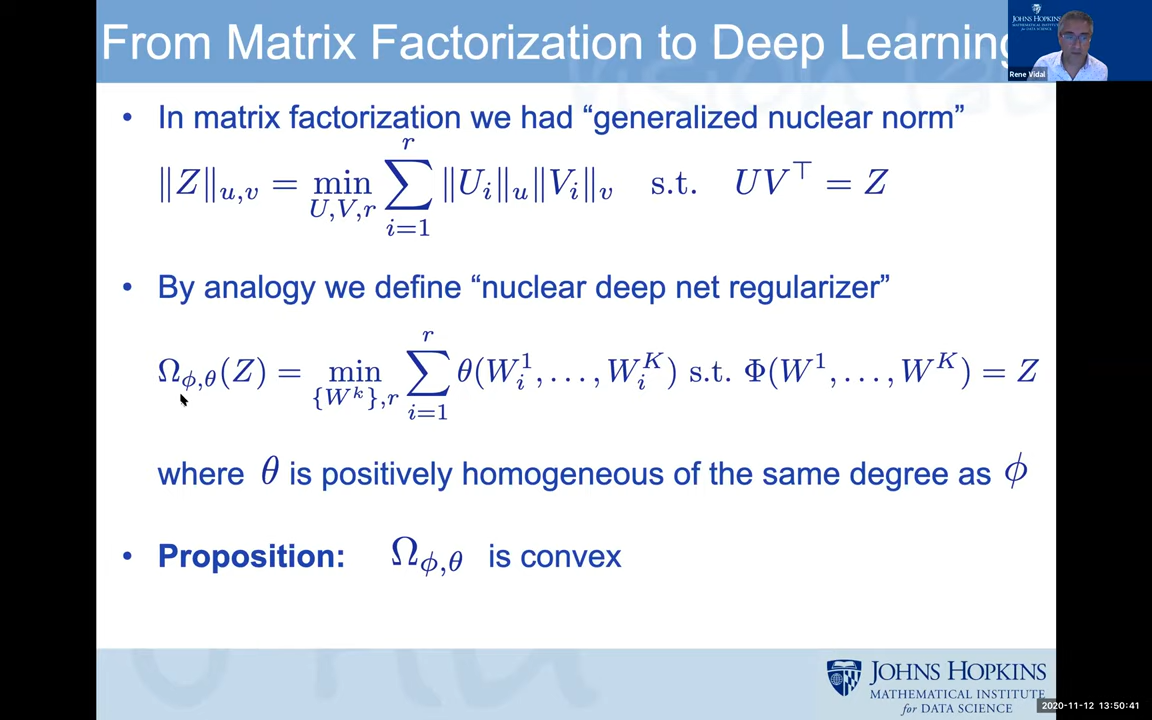 From Matrix Factorization to Deep Learning
JOHNS HOPKINS
MATHEMATICAL INSTITUTE
for DATA SCIENCE
Rene Vidal
• In matrix factorization we had “generalized nuclear norm”
‖Z‖_{u,v} = min_{U,V,r} ∑_{i=1}^{r} ‖U_i‖_u‖V_i‖_v s.t. UV^⊤ = Z
• By analogy we define “nuclear deep net regularizer”
Ω_{ϕ,θ}(Z) = min_{{W^k},r} ∑_{i=1}^{r} θ(W_i^1, . . . , W_i^K) s.t. Φ(W^1, . . . , W^K) = Z
where θ is positively homogeneous of the same degree as ϕ
• Proposition: Ω_{ϕ,θ} is convex
JOHNS HOPKINS
MATHEMATICAL INSTITUTE
for DATA SCIENCE
2020-11-12 13:50:41